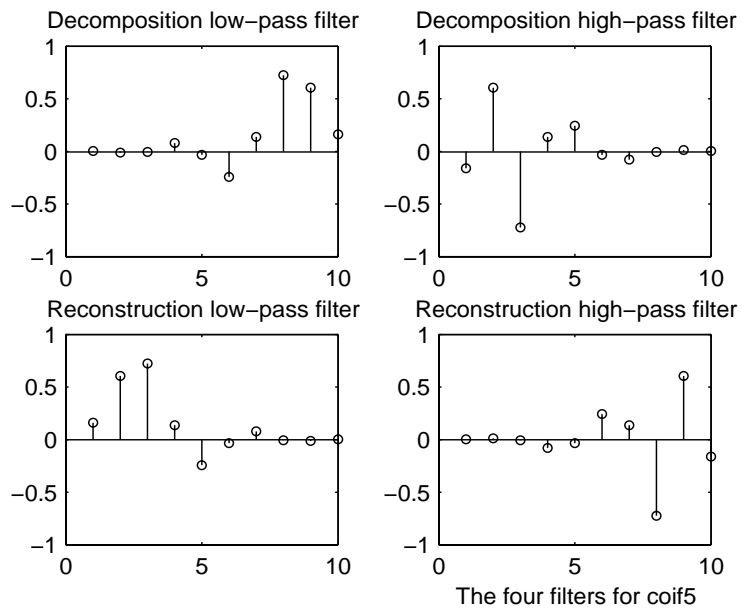 Decomposition low−pass filter
1
0.5
0
−0.5
−1
0 5 10
Decomposition high−pass filter
1
0.5
0
−0.5
−1
0 5 10
Reconstruction low−pass filter
1
0.5
0
−0.5
−1
0 5 10
Reconstruction high−pass filter
1
0.5
0
−0.5
−1
0 5 10
The four filters for coif5